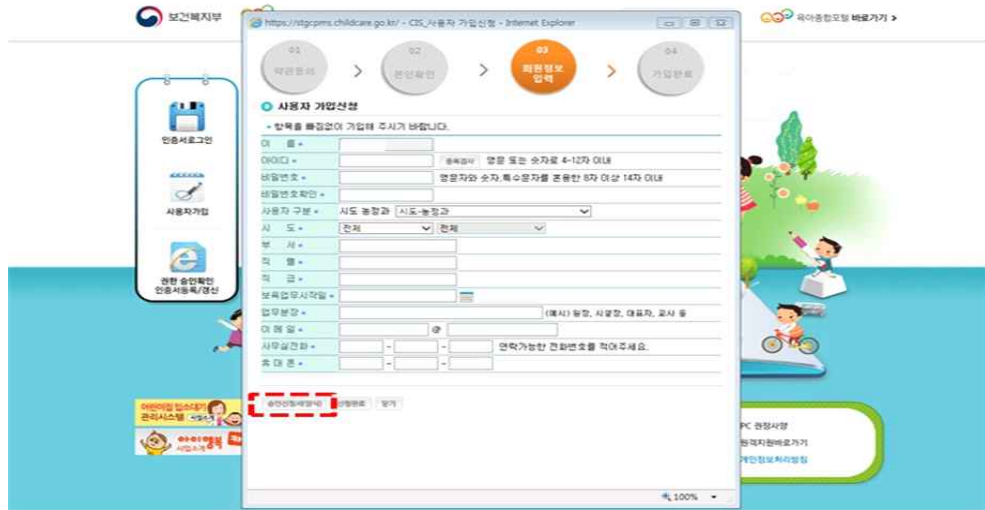 보건복지부
육아종합포털 바로가기 >
https://stgcpms.childcare.go.kr/ - CIS_사용자 가입신청 - Internet Explorer
01
약관동의
02
본인확인
03
회원정보
입력
04
가입완료
사용자 가입신청
항목을 빠짐없이 기입해 주시기 바랍니다.
이 름
아이디
중복검사 영문 또는 숫자로 4~12자 이내
비밀번호
영문자와 숫자,특수문자를 혼용한 8자 이상 14자 이내
비밀번호확인
사용자 구분 시도 농정과 시도-농정과
시 도 전체 전체
부 서
직 렬
직 급
보육업무시작일
업무분장 (예시) 원장, 시설장, 대표자, 교사 등
이메일 @
사무실전화 - - 연락가능한 전화번호를 적어주세요.
휴대폰 - -
승인신청서(양식) 신청완료 닫기
100%
인증서로그인
사용자가입
권한 승인확인
인증서등록/갱신
어린이집 입소대기
관리시스템
아이행복
사업소개
PC 권장사양
원격지원바로가기
개인정보처리방침